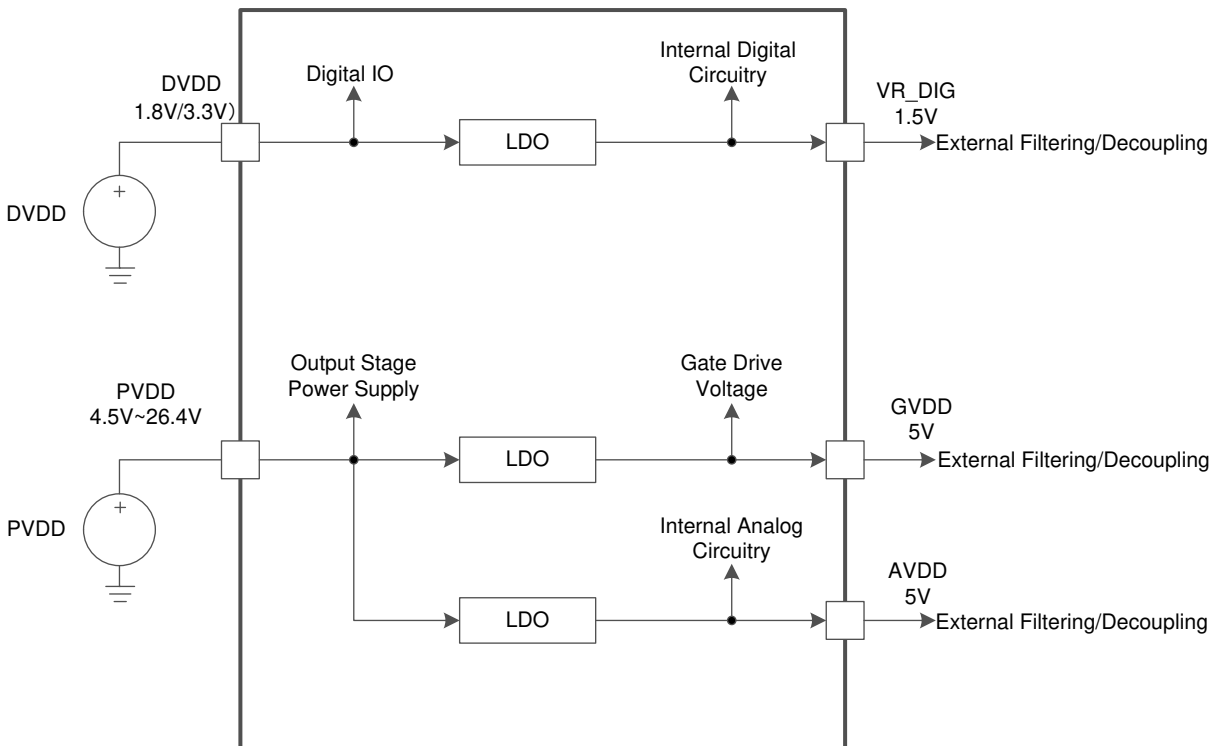 DVDD
1.8V/3.3V）
Digital IO
Internal Digital
Circuitry
VR_DIG
1.5V
LDO
External Filtering/Decoupling
+
DVDD
PVDD
4.5V~26.4V
Output Stage
Power Supply
Gate Drive
Voltage
GVDD
5V
LDO
External Filtering/Decoupling
+
PVDD
Internal Analog
Circuitry
AVDD
5V
LDO
External Filtering/Decoupling